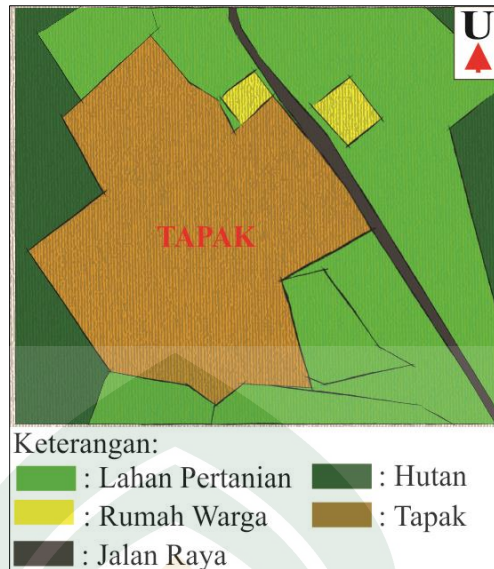 U
TAPAK
Keterangan:
: Lahan Pertanian : Hutan
: Rumah Warga : Tapak
: Jalan Raya